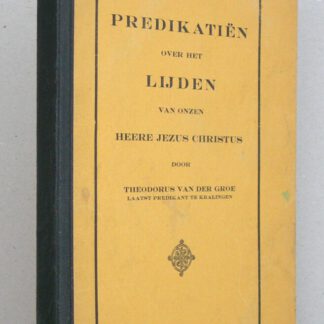 PREDIKATIËN
OVER HET
LIJDEN
VAN ONZEN
HEERE JEZUS CHRISTUS
DOOR
THEODORUS VAN DER GROE
LAATST PREDIKANT TE KRALINGEN